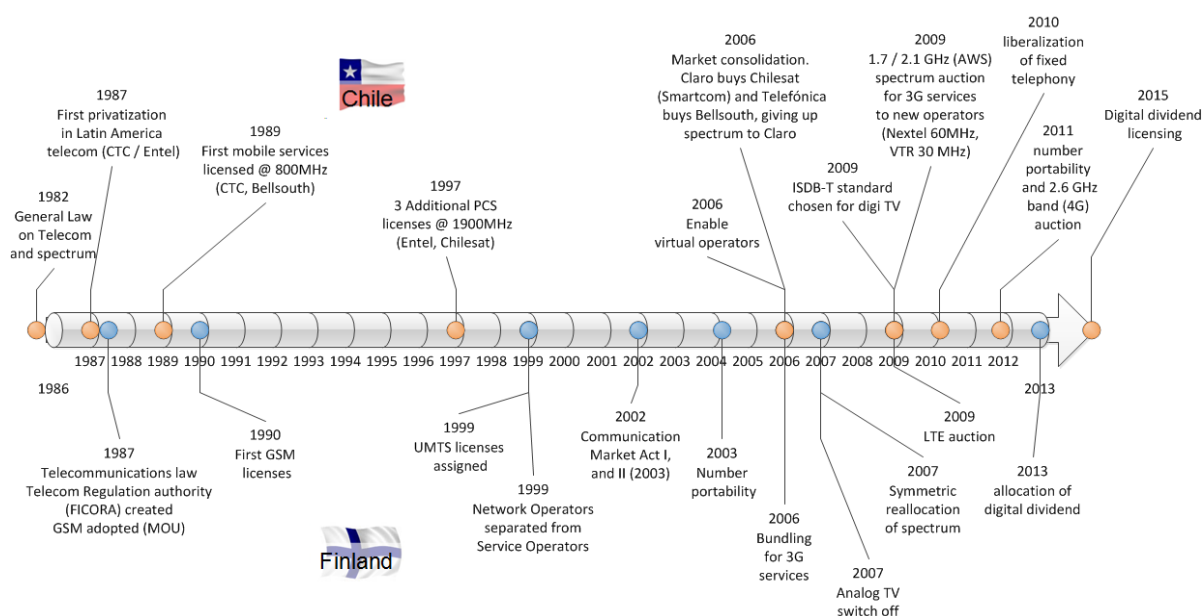 Chile
1982
General Law
on Telecom
and spectrum
1987
First privatization
in Latin America
telecom (CTC / Entel)
1989
First mobile services
licensed @ 800MHz
(CTC, Bellsouth)
1997
3 Additional PCS
licenses @ 1900MHz
(Entel, Chilesat)
2006
Market consolidation.
Claro buys Chilesat
(Smartcom) and Telefónica
buys Bellsouth, giving up
spectrum to Claro
2006
Enable
virtual operators
2009
ISDB-T standard
chosen for digi TV
2009
1.7 / 2.1 GHz (AWS)
spectrum auction
for 3G services
to new operators
(Nextel 60MHz,
VTR 30 MHz)
2010
liberalization
of fixed
telephony
2011
number
portability
and 2.6 GHz
band (4G)
auction
2015
Digital dividend
licensing
1986
1987
1988
1989
1990
1991
1992
1993
1994
1995
1996
1997
1998
1999
2000
2001
2002
2003
2004
2005
2006
2007
2008
2009
2010
2011
2012
2013
1987
Telecommunications law
Telecom Regulation authority
(FICORA) created
GSM adopted (MOU)
1990
First GSM
licenses
1999
UMTS licenses
assigned
1999
Network Operators
separated from
Service Operators
2002
Communication
Market Act I,
and II (2003)
2003
Number
portability
2006
Bundling
for 3G
services
2007
Analog TV
switch off
2007
Symmetric
reallocation
of spectrum
2009
LTE auction
2013
allocation of
digital dividend
Finland